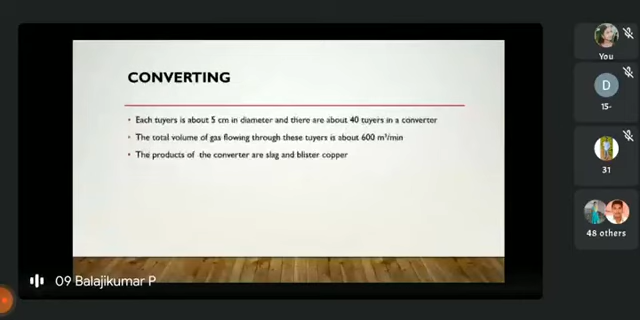 CONVERTING
• Each tuyers is about 5 cm in diameter and there are about 40 tuyers in a converter
• The total volume of gas flowing through these tuyers is about 600 m³/min
• The products of the converter are slag and blister copper
09 Balajikumar P
You
D
15-
31
48 others